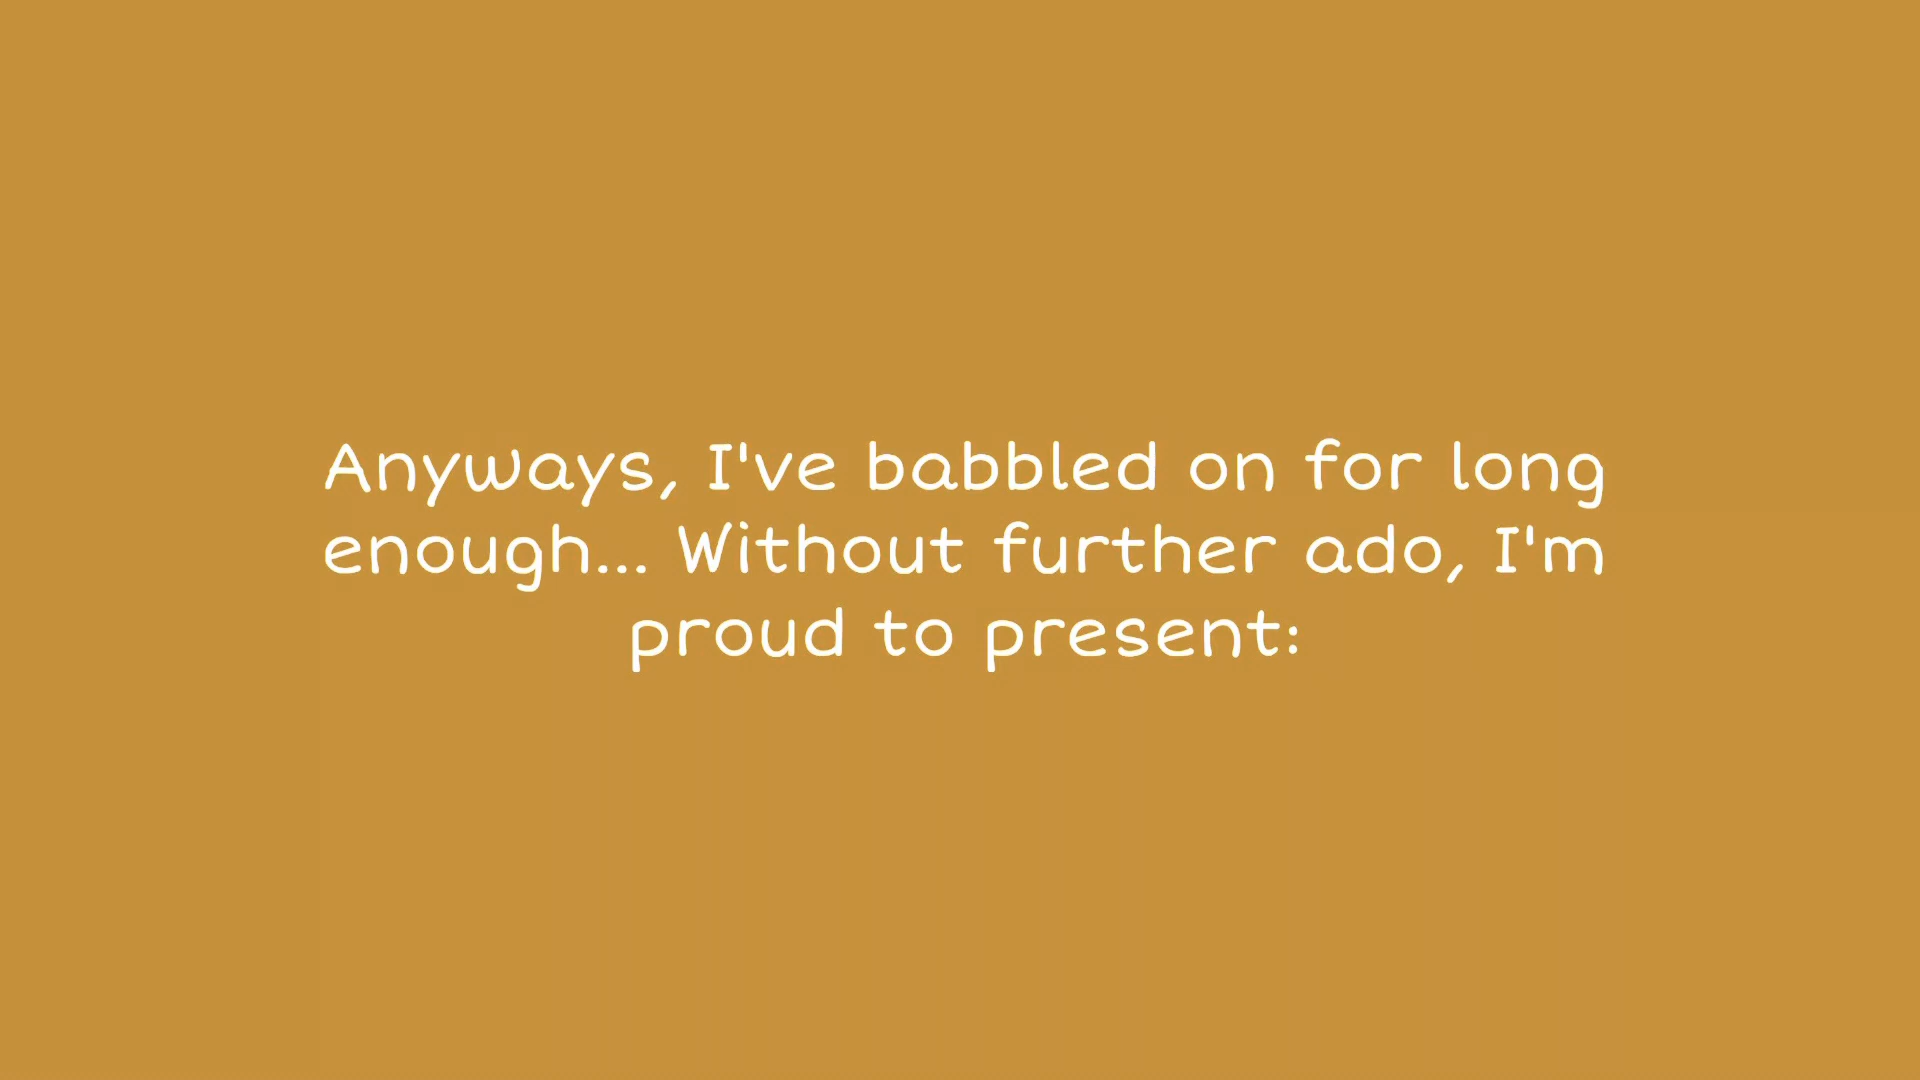 Anyways, I've babbled on for long
enough... Without further ado, I'm
proud to present: